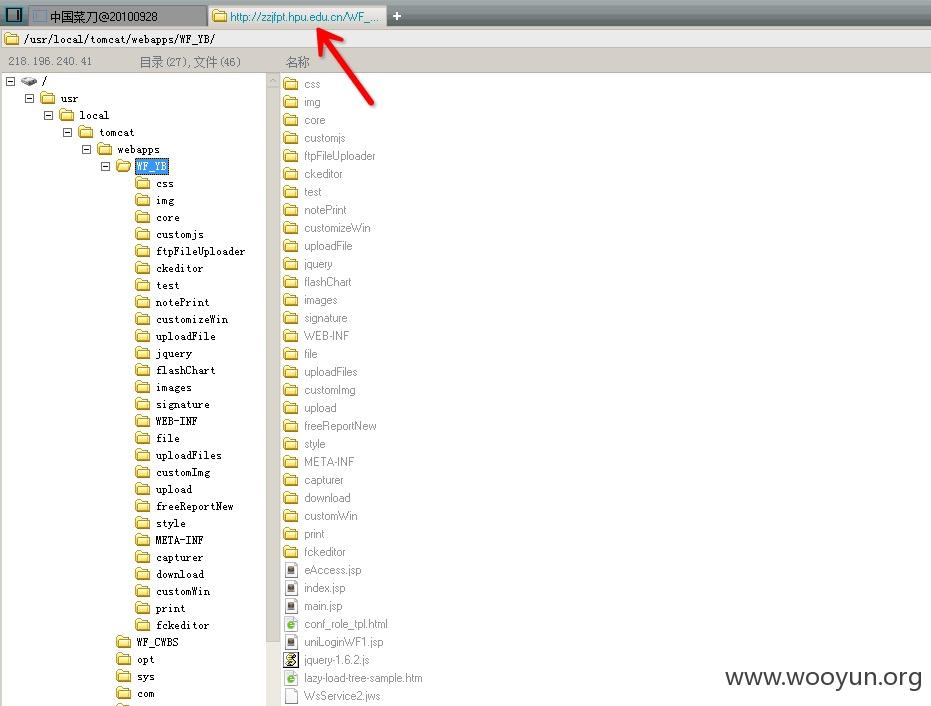 中国菜刀@20100928
http://zzjfpt.hpu.edu.cn/WF_...
+
/usr/local/tomcat/webapps/WF_YB/
218.196.240.41
目录(27),文件(46)
名称
/
usr
local
tomcat
webapps
WF_YB
css
img
core
customjs
ftpFileUploader
ckeditor
test
notePrint
customizeWin
uploadFile
jquery
flashChart
images
signature
WEB-INF
file
uploadFiles
customImg
upload
freeReportNew
style
META-INF
capturer
download
customWin
print
fckeditor
WF_CWBS
opt
sys
com
css
img
core
customjs
ftpFileUploader
ckeditor
test
notePrint
customizeWin
uploadFile
jquery
flashChart
images
signature
WEB-INF
file
uploadFiles
customImg
upload
freeReportNew
style
META-INF
capturer
download
customWin
print
fckeditor
eAccess.jsp
index.jsp
main.jsp
conf_role_tpl.html
uniLoginWF1.jsp
jquery-1.6.2.js
lazy-load-tree-sample.htm
WsService2.jws
www.wooyun.org